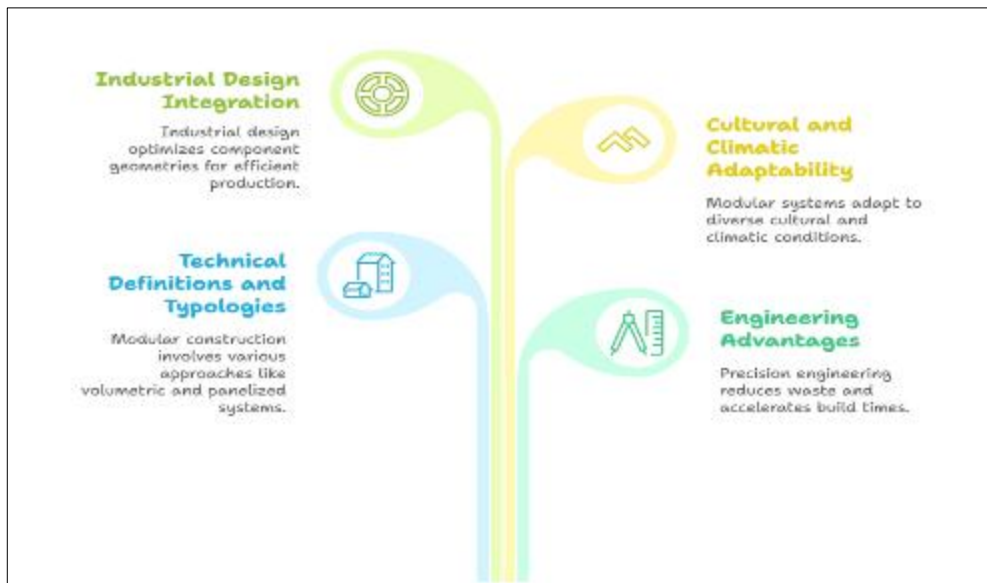 Industrial Design
Integration
Industrial design
optimizes component
geometries for efficient
production.
Cultural and
Climatic
Adaptability
Modular systems adapt to
diverse cultural and
climatic conditions.
Technical
Definitions and
Typologies
Modular construction
involves various
approaches like
volumetric and panelized
systems.
Engineering
Advantages
Precision engineering
reduces waste and
accelerates build times.